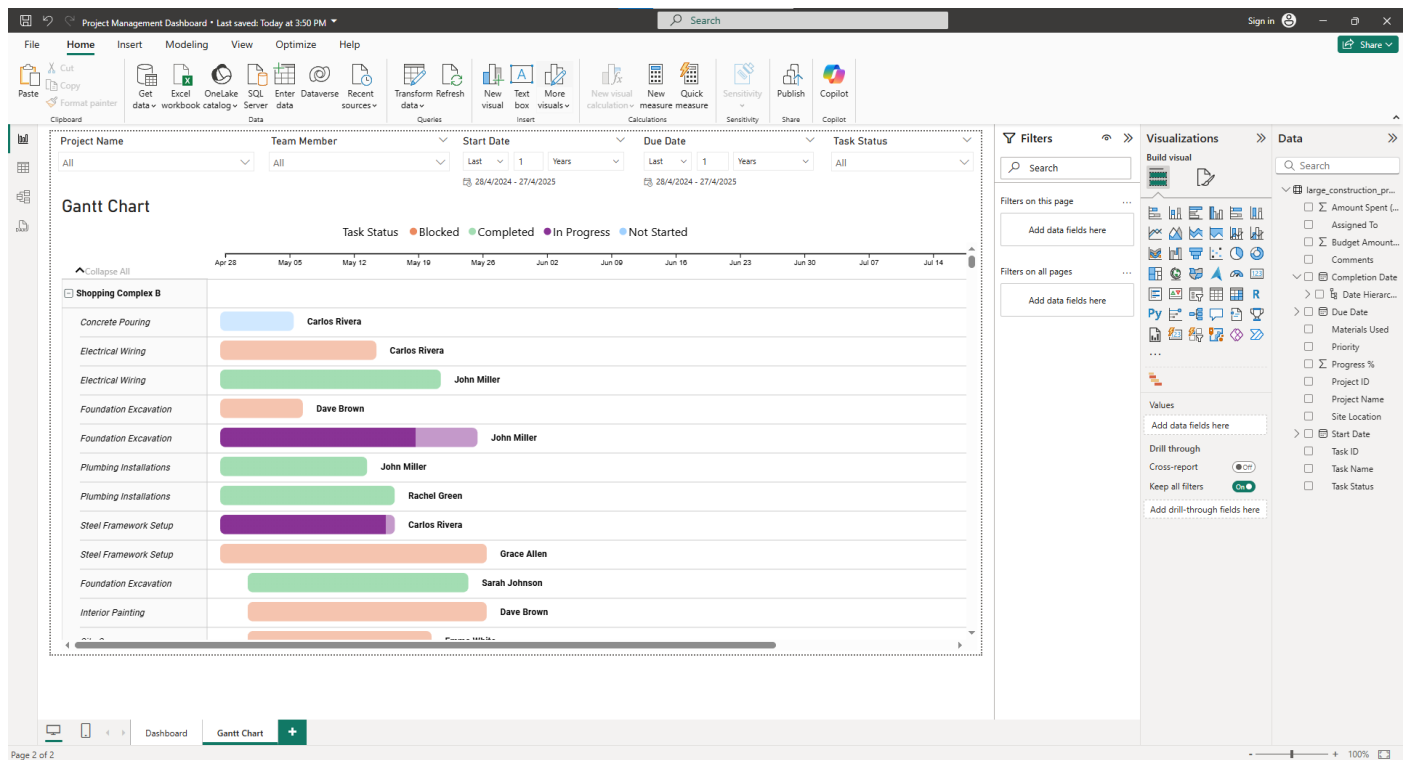 Project Management Dashboard • Last saved: Today at 3:50 PM
Search
Sign in
File Home Insert Modeling View Optimize Help
Share
Paste
Cut
Copy
Format painter
Get data
Excel workbook
OneLake catalog
SQL Server
Enter data
Dataverse
Recent sources
Transform data
Refresh
New visual
Text box
More visuals
New visual calculation
New measure
Quick measure
Sensitivity
Publish
Copilot
Clipboard
Data
Queries
Insert
Calculations
Sensitivity
Share
Copilot
Project Name
All
Team Member
All
Start Date
Last 1 Years
28/4/2024 - 27/4/2025
Due Date
Last 1 Years
28/4/2024 - 27/4/2025
Task Status
All
Gantt Chart
Task Status Blocked Completed In Progress Not Started
Apr 28 May 05 May 12 May 19 May 26 Jun 02 Jun 09 Jun 16 Jun 23 Jun 30 Jul 07 Jul 14
Collapse All
Shopping Complex B
Concrete Pouring Carlos Rivera
Electrical Wiring Carlos Rivera
Electrical Wiring John Miller
Foundation Excavation Dave Brown
Foundation Excavation John Miller
Plumbing Installations John Miller
Plumbing Installations Rachel Green
Steel Framework Setup Carlos Rivera
Steel Framework Setup Grace Allen
Foundation Excavation Sarah Johnson
Interior Painting Dave Brown
Filters
Search
Filters on this page
...
Add data fields here
Filters on all pages
...
Add data fields here
Visualizations
Build visual
R
Py
123
...
Values
Add data fields here
Drill through
Cross-report Off
Keep all filters On
Add drill-through fields here
Data
Search
large_construction_pr...
Amount Spent (...
Assigned To
Budget Amount...
Comments
Completion Date
Date Hierarc...
Due Date
Materials Used
Priority
Progress %
Project ID
Project Name
Site Location
Start Date
Task ID
Task Name
Task Status
Dashboard Gantt Chart +
Page 2 of 2
- + 100%